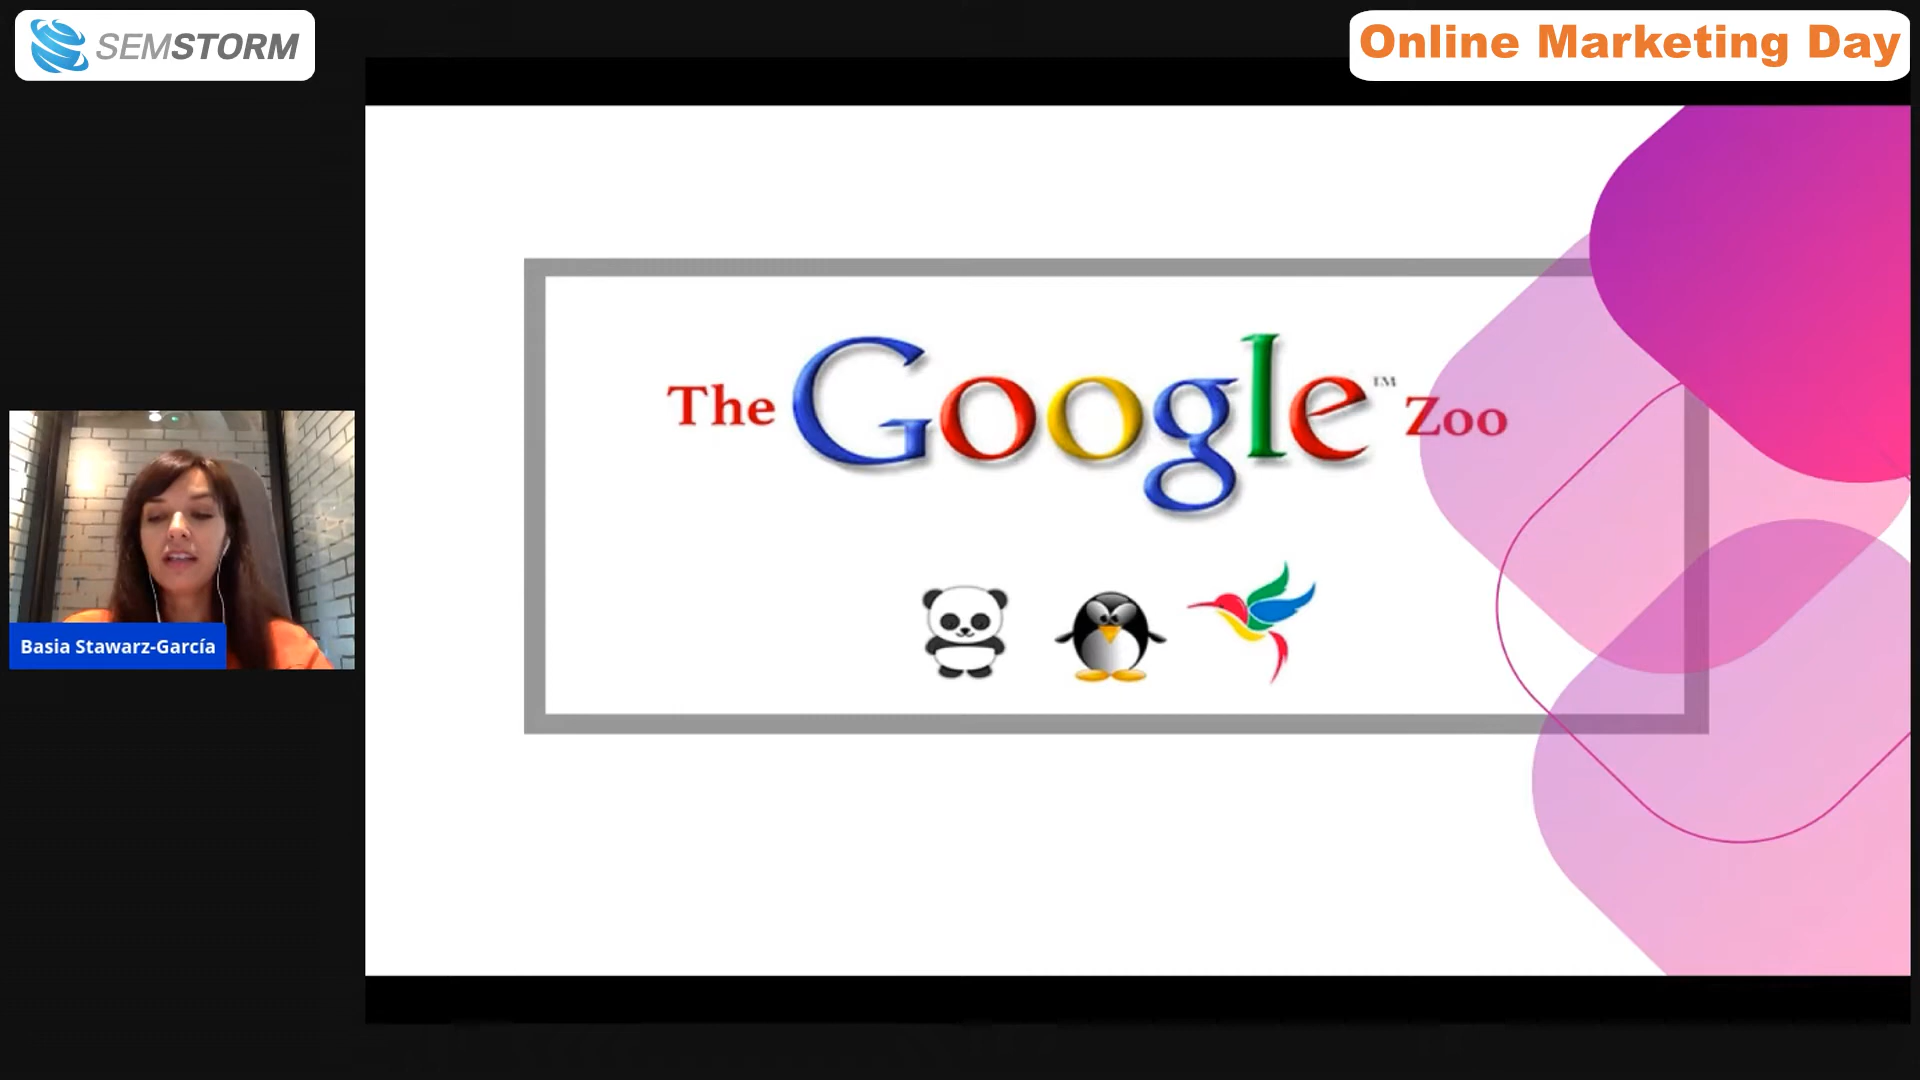 SEMSTORM
Online Marketing Day
The Google™ Zoo
Basia Stawarz-García